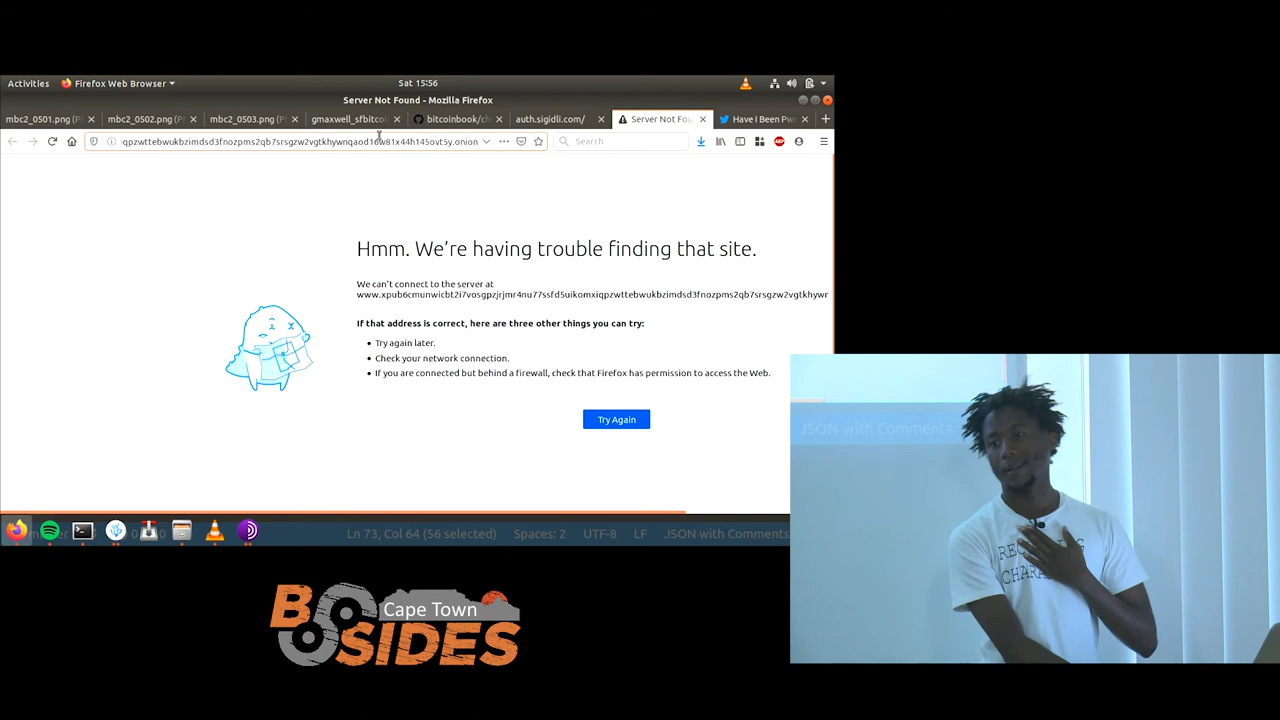 Activities
Firefox Web Browser
Sat 15:56
Server Not Found - Mozilla Firefox
mbc2_0501.png (P
mbc2_0502.png (P
mbc2_0503.png (P
gmaxwell_sfbitcoi
bitcoinbook/ch
auth.sigidli.com/
Server Not Fou
Have I Been Pw
Search
Hmm. We're having trouble finding that site.
We can't connect to the server at
If that address is correct, here are three other things you can try:
Try again later.
Check your network connection.
If you are connected but behind a firewall, check that Firefox has permission to access the Web.
Try Again
JSON with Comments
Ln 73, Col 64 (56 selected)
Spaces: 2
UTF-8
LF
JSON with Comments
Cape Town
BSIDES